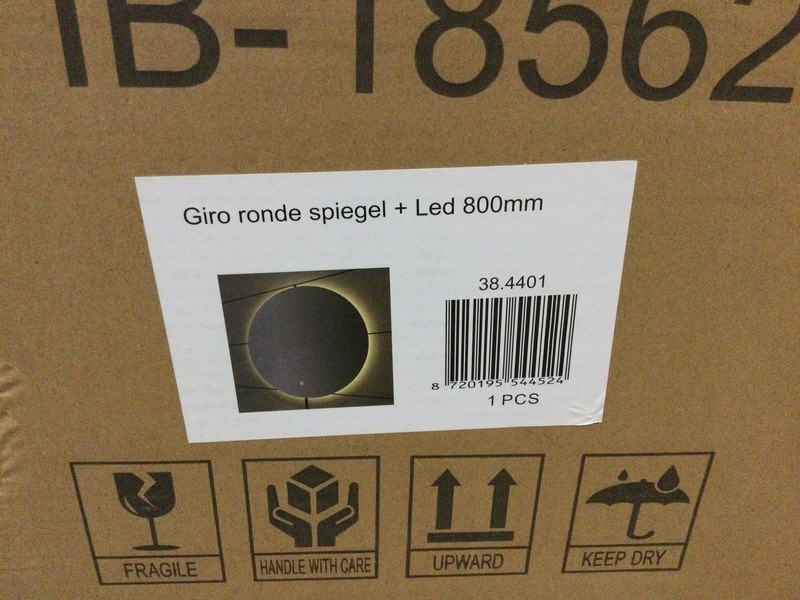 IB-18562
Giro ronde spiegel + Led 800mm
38.4401
8 720195 544524
1 PCS
FRAGILE
HANDLE WITH CARE
UPWARD
KEEP DRY